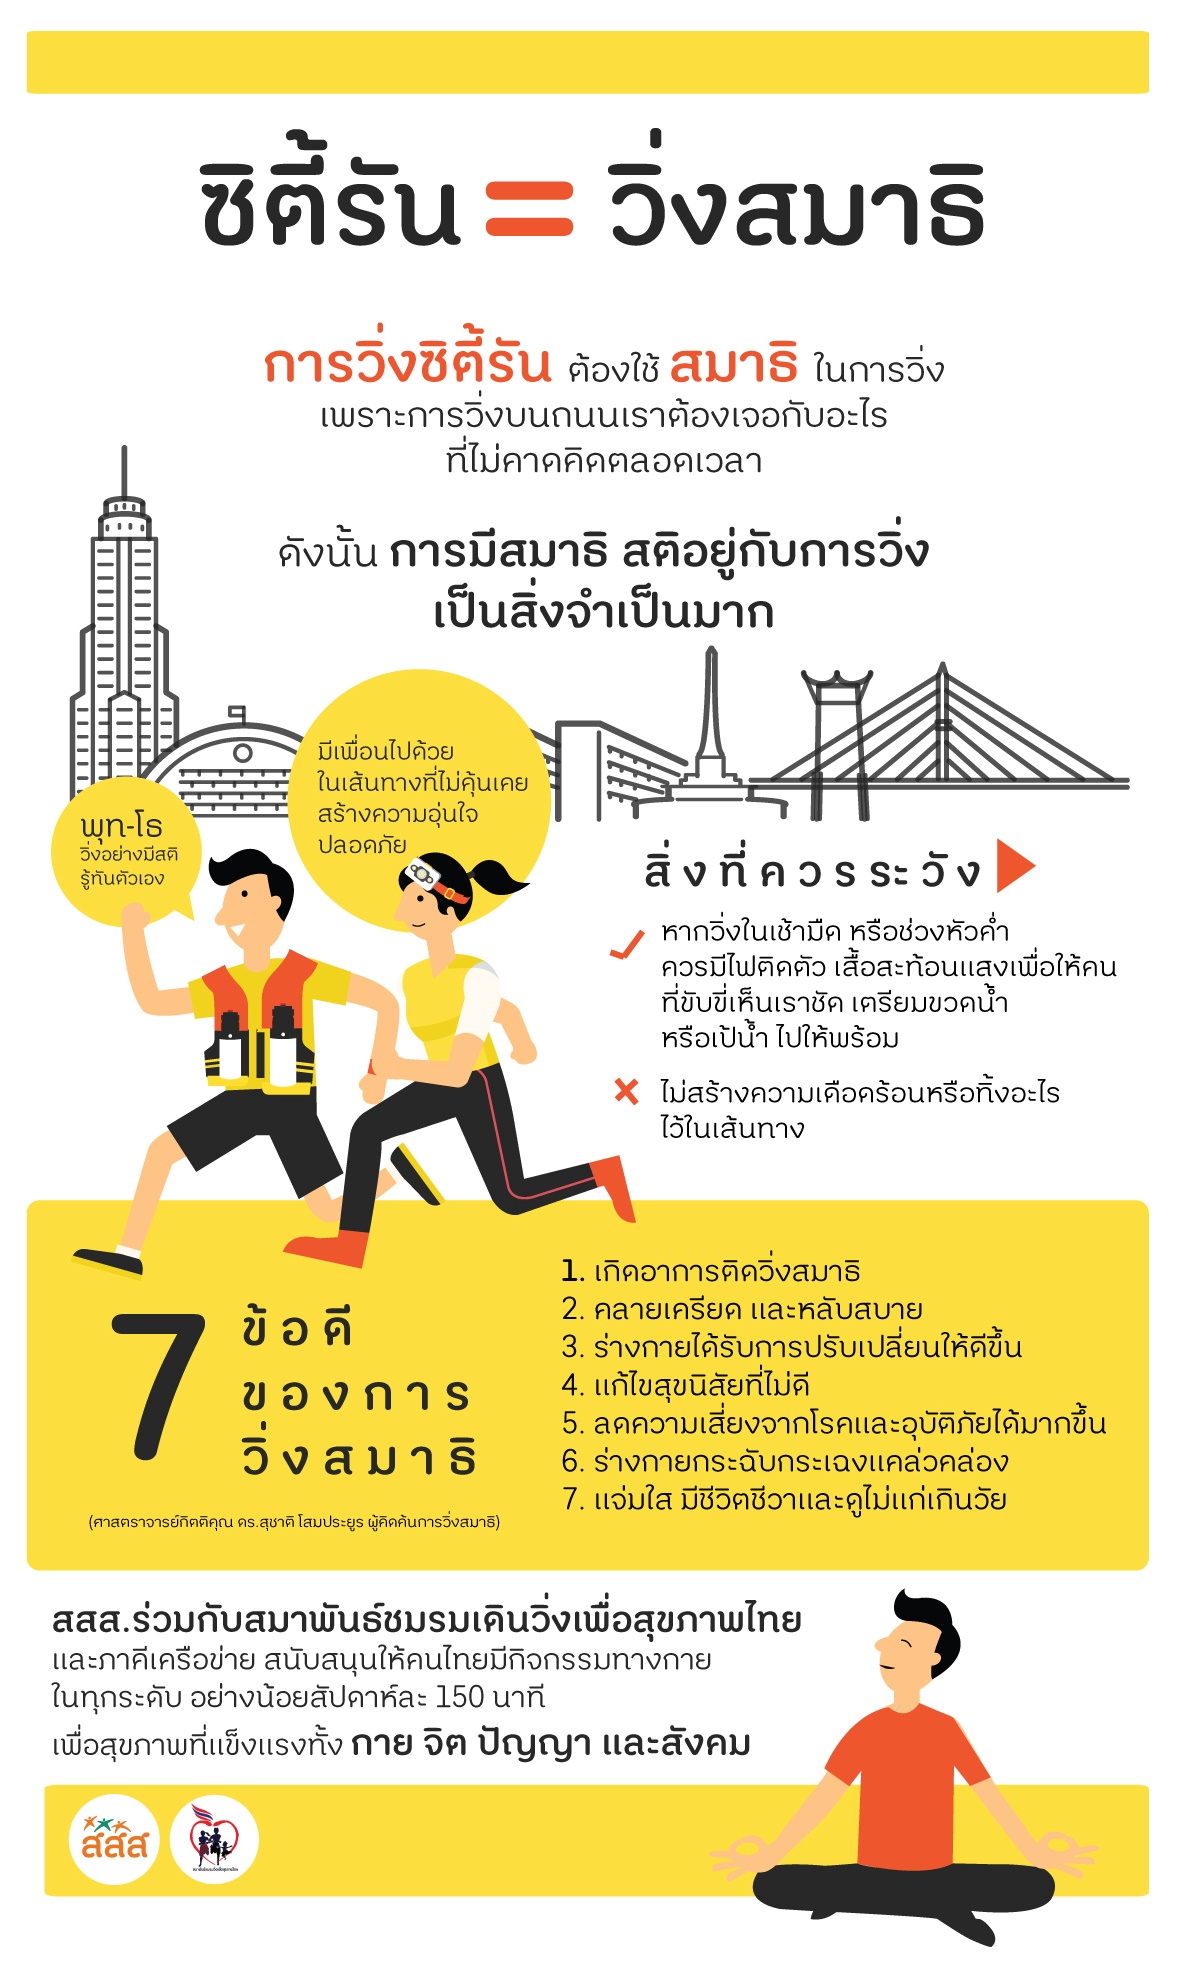 ซิตี้รัน = วิ่งสมาธิ
การวิ่งซิตี้รัน ต้องใช้ สมาธิ ในการวิ่ง
เพราะการวิ่งบนถนนเราต้องเจอกับอะไร
ที่ไม่คาดคิดตลอดเวลา
ดังนั้น การมีสมาธิ สติอยู่กับการวิ่ง
เป็นสิ่งจำเป็นมาก
มีเพื่อนไปด้วย
ในเส้นทางที่ไม่คุ้นเคย
สร้างความอุ่นใจ
ปลอดภัย
พุท-โธ
วิ่งอย่างมีสติ
รู้ทันตัวเอง
สิ่งที่ควรระวัง
หากวิ่งในเช้ามืด หรือช่วงหัวค่ำ
ควรมีไฟติดตัว เสื้อสะท้อนแสงเพื่อให้คน
ที่ขับขี่เห็นเราชัด เตรียมขวดน้ำ
หรือเป้น้ำ ไปให้พร้อม
ไม่สร้างความเดือดร้อนหรือทิ้งอะไร
ไว้ในเส้นทาง
7 ข้อดี
ของการ
วิ่งสมาธิ
(ศาสตราจารย์กิตติคุณ ดร.สุชาติ โสมประยูร ผู้คิดค้นการวิ่งสมาธิ)
1. เกิดอาการติดวิ่งสมาธิ
2. คลายเครียด และหลับสบาย
3. ร่างกายได้รับการปรับเปลี่ยนให้ดีขึ้น
4. แก้ไขสุขนิสัยที่ไม่ดี
5. ลดความเสี่ยงจากโรคและอุบัติภัยได้มากขึ้น
6. ร่างกายกระฉับกระเฉงแคล่วคล่อง
7. แจ่มใส มีชีวิตชีวาและดูไม่แก่เกินวัย
สสส.ร่วมกับสมาพันธ์ชมรมเดินวิ่งเพื่อสุขภาพไทย
และภาคีเครือข่าย สนับสนุนให้คนไทยมีกิจกรรมทางกาย
ในทุกระดับ อย่างน้อยสัปดาห์ละ 150 นาที
เพื่อสุขภาพที่แข็งแรงทั้ง กาย จิต ปัญญา และสังคม
สสส